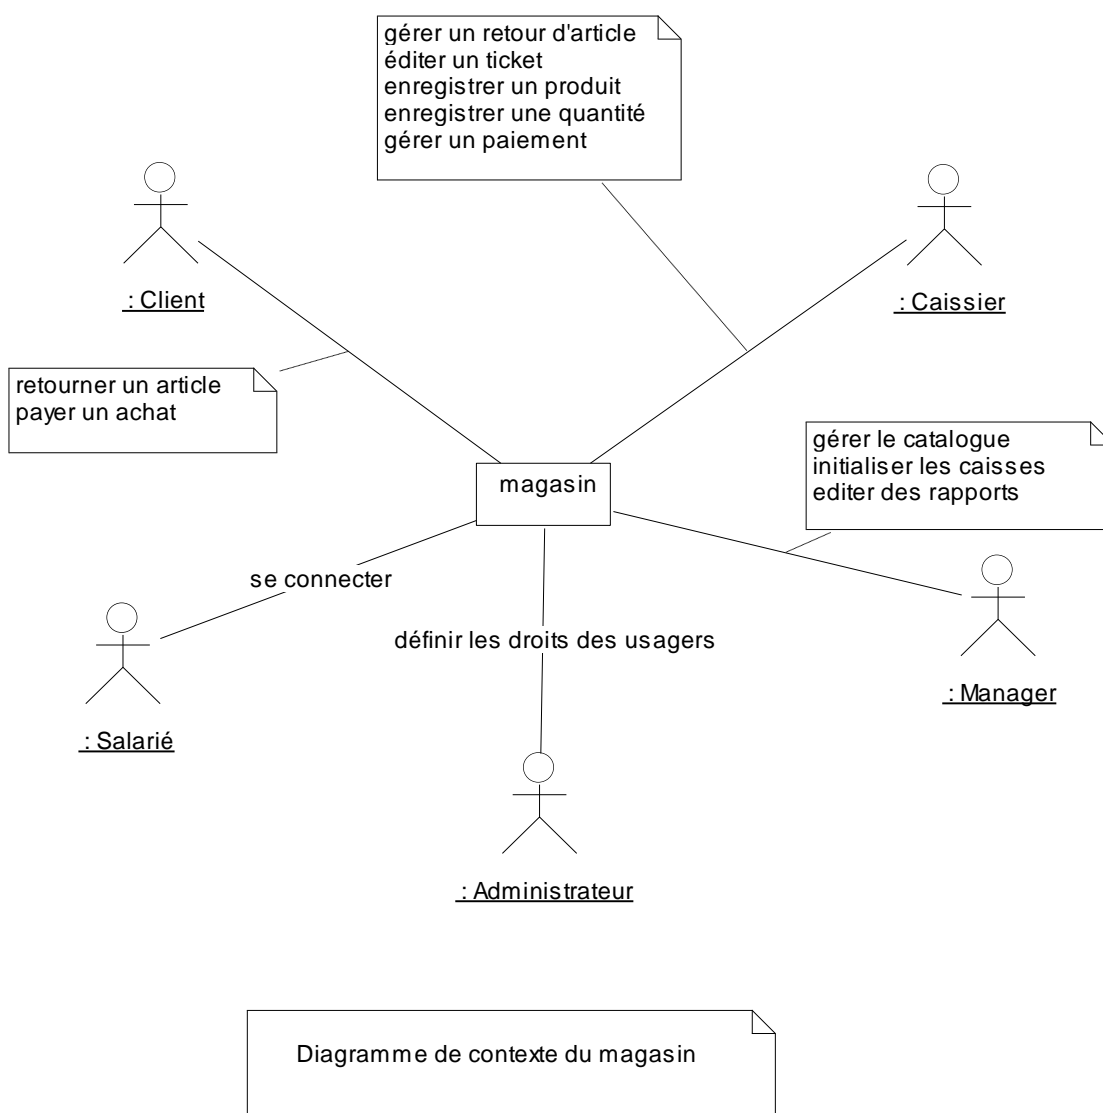 gérer un retour d'article
éditer un ticket
enregistrer un produit
enregistrer une quantité
gérer un paiement
: Client
: Caissier
retourner un article
payer un achat
gérer le catalogue
initialiser les caisses
editer des rapports
magasin
se connecter
définir les droits des usagers
: Manager
: Salarié
: Administrateur
Diagramme de contexte du magasin